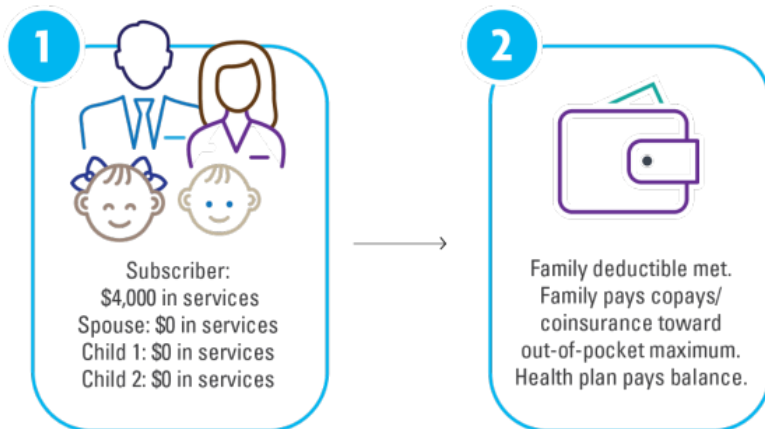 1
Subscriber:
$4,000 in services
Spouse: $0 in services
Child 1: $0 in services
Child 2: $0 in services
2
Family deductible met.
Family pays copays/
coinsurance toward
out-of-pocket maximum.
Health plan pays balance.